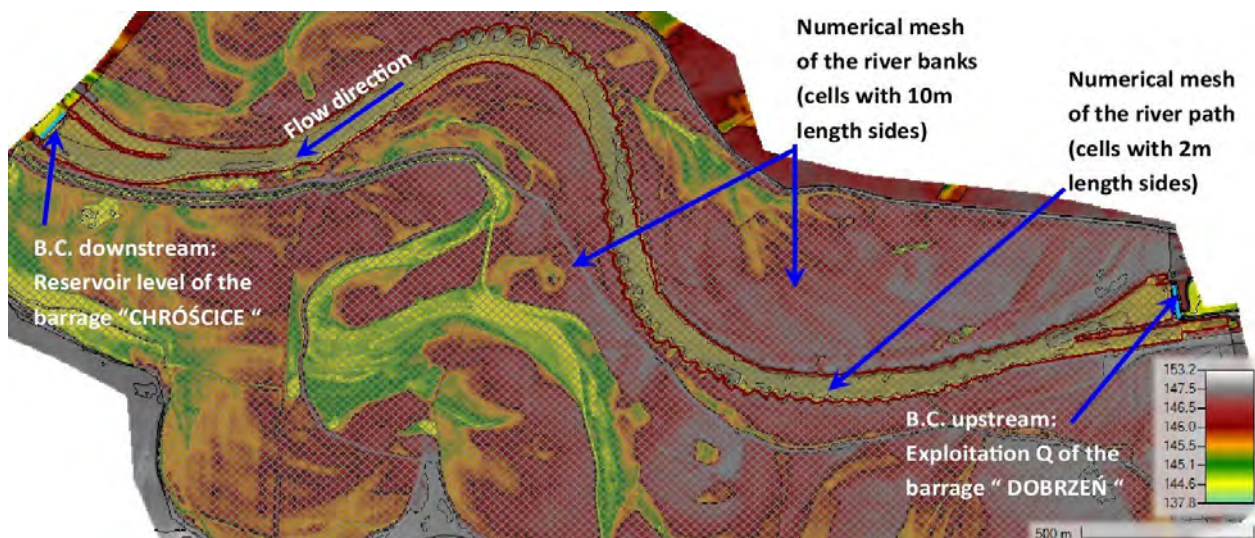 Numerical mesh
of the river banks
(cells with 10m
length sides)
Numerical mesh
of the river path
(cells with 2m
length sides)
Flow direction
B.C. downstream:
Reservoir level of the
barrage “CHRÓŚCICE “
B.C. upstream:
Exploitation Q of the
barrage “ DOBRZEŃ “
153.2
147.5
146.5
146.0
145.5
145.1
144.6
137.8
500 m